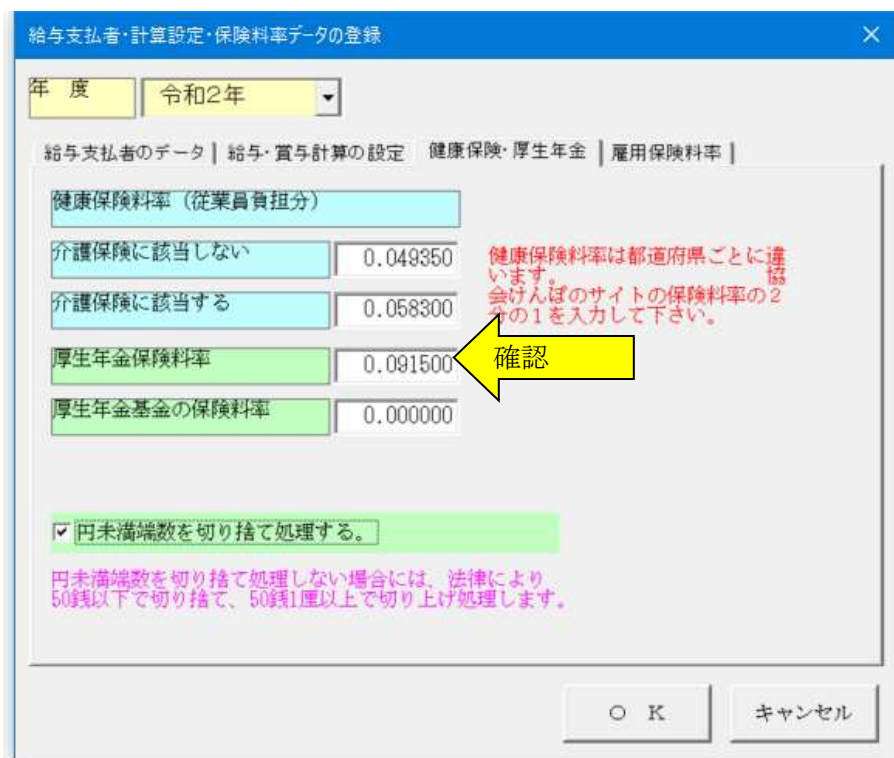 給与支払者・計算設定・保険料率データの登録
年 度
令和2年
給与支払者のデータ
給与・賞与計算の設定
健康保険・厚生年金
雇用保険料率
健康保険料率（従業員負担分）
介護保険に該当しない
0.049350
介護保険に該当する
0.058300
健康保険料率は都道府県ごとに違
います。 協
会けんぽのサイトの保険料率の2
分の1を入力して下さい。
厚生年金保険料率
0.091500
確認
厚生年金基金の保険料率
0.000000
円未満端数を切り捨て処理する。
円未満端数を切り捨て処理しない場合には、法律により
50銭以下で切り捨て、50銭1厘以上で切り上げ処理します。
ＯＫ
キャンセル